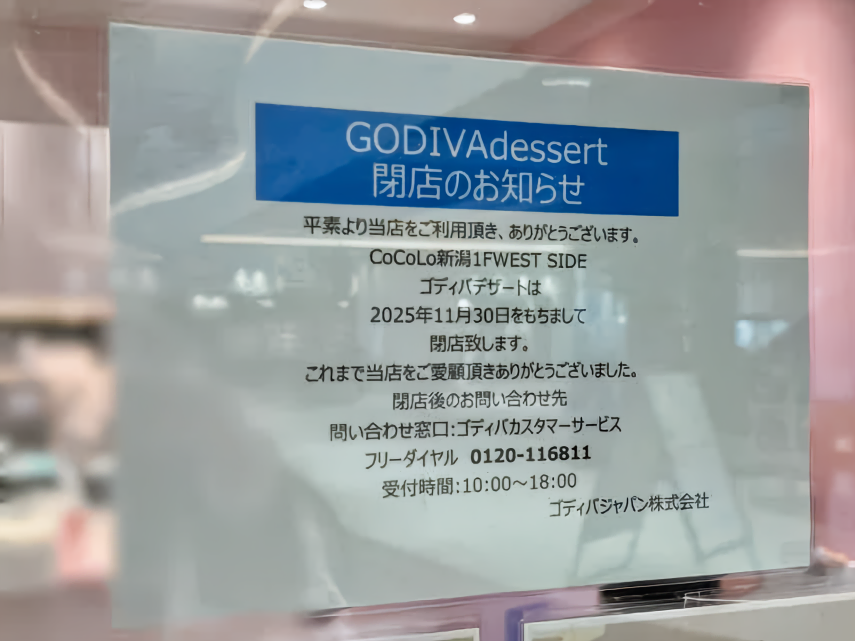 GODIVAdessert
閉店のお知らせ
平素より当店をご利用頂き、ありがとうございます。
CoCoLo新潟1FWEST SIDE
ゴディバデザートは
2025年11月30日をもちまして
閉店致します。
これまで当店をご愛顧頂きありがとうございました。
閉店後のお問い合わせ先
問い合わせ窓口:ゴディバカスタマーサービス
フリーダイヤル 0120-116811
受付時間:10:00～18:00
ゴディバジャパン株式会社